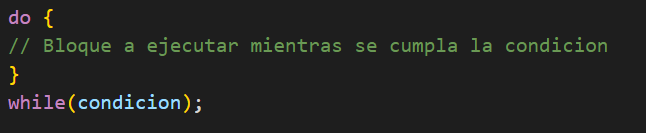 do {
// Bloque a ejecutar mientras se cumpla la condicion
}
while(condicion);